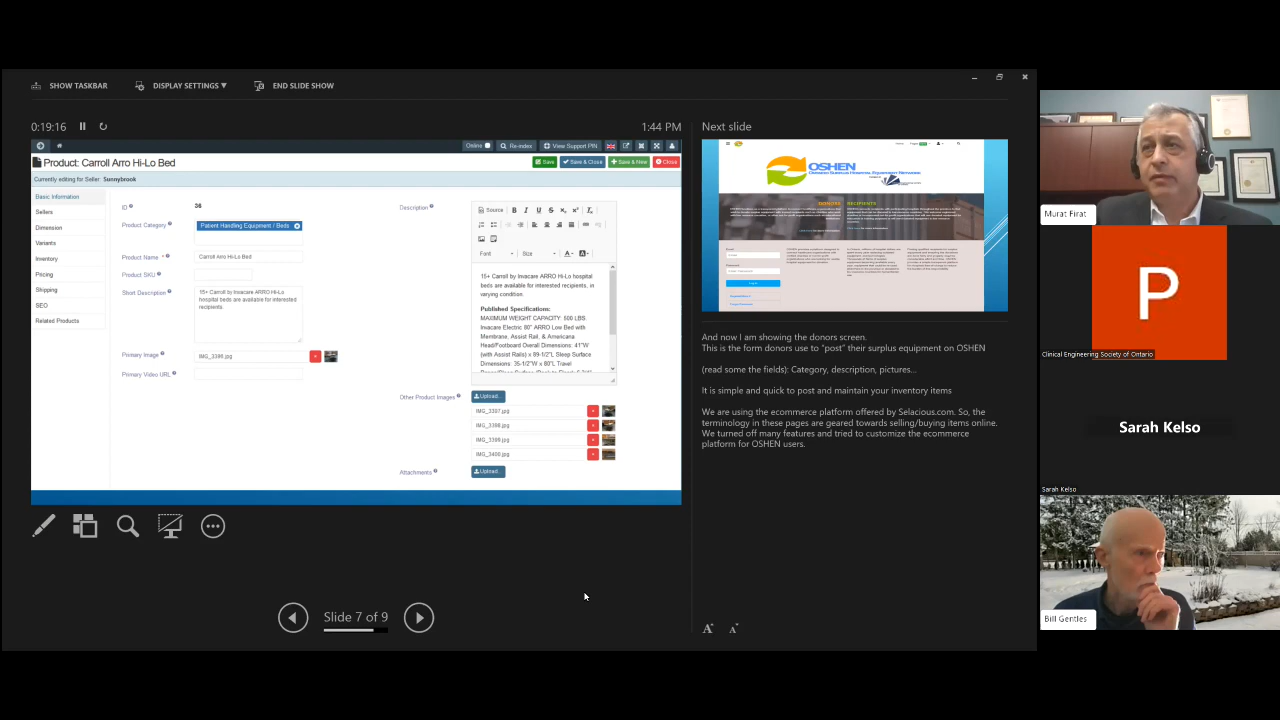 SHOW TASKBAR
DISPLAY SETTINGS ▼
END SLIDE SHOW
0:19:16
1:44 PM
Online
Re-index
View Support PIN
Product: Carroll Arro Hi-Lo Bed
Save
Save & Close
Save & New
Close
Currently editing for Seller: Sunnybrook
Basic Information
Sellers
Dimension
Variants
Inventory
Pricing
Shipping
SEO
Related Products
ID
36
Product Category
Patient Handling Equipment / Beds
Product Name *
Carroll Arro Hi-Lo Bed
Product SKU
Short Description
15+ Carroll by Invacare ARRO Hi-Lo
hospital beds are available for interested
recipients.
Primary Image
IMG_3396.jpg
Primary Video URL
Description
Source
Font
Size
15+ Carroll by Invacare ARRO Hi-Lo hospital
beds are available for interested recipients, in
varying condition.
Published Specifications:
MAXIMUM WEIGHT CAPACITY: 500 LBS
Invacare Electric 80" ARRO Low Bed with
Membrane, Assist Rail, & Americana
Head/Footboard Overall Dimensions: 41"W
(with Assist Rails) x 89-1/2"L Sleep Surface
Dimensions: 35-1/2"W x 80"L Travel
Other Product Images
Upload...
IMG_3397.jpg
IMG_3398.jpg
IMG_3399.jpg
IMG_3400.jpg
Attachments
Upload...
Slide 7 of 9
Next slide
OSHEN
DONORS
RECIPIENTS
And now I am showing the donors screen.
This is the form donors use to "post" their surplus equipment on OSHEN
(read some the fields): Category, description, pictures...
It is simple and quick to post and maintain your inventory items
We are using the ecommerce platform offered by Selacious.com. So, the
terminology in these pages are geared towards selling/buying items online.
We turned off many features and tried to customize the ecommerce
platform for OSHEN users.
A
A
Murat Firat
P
Clinical Engineering Society of Ontario
Sarah Kelso
Sarah Kelso
Bill Gentles